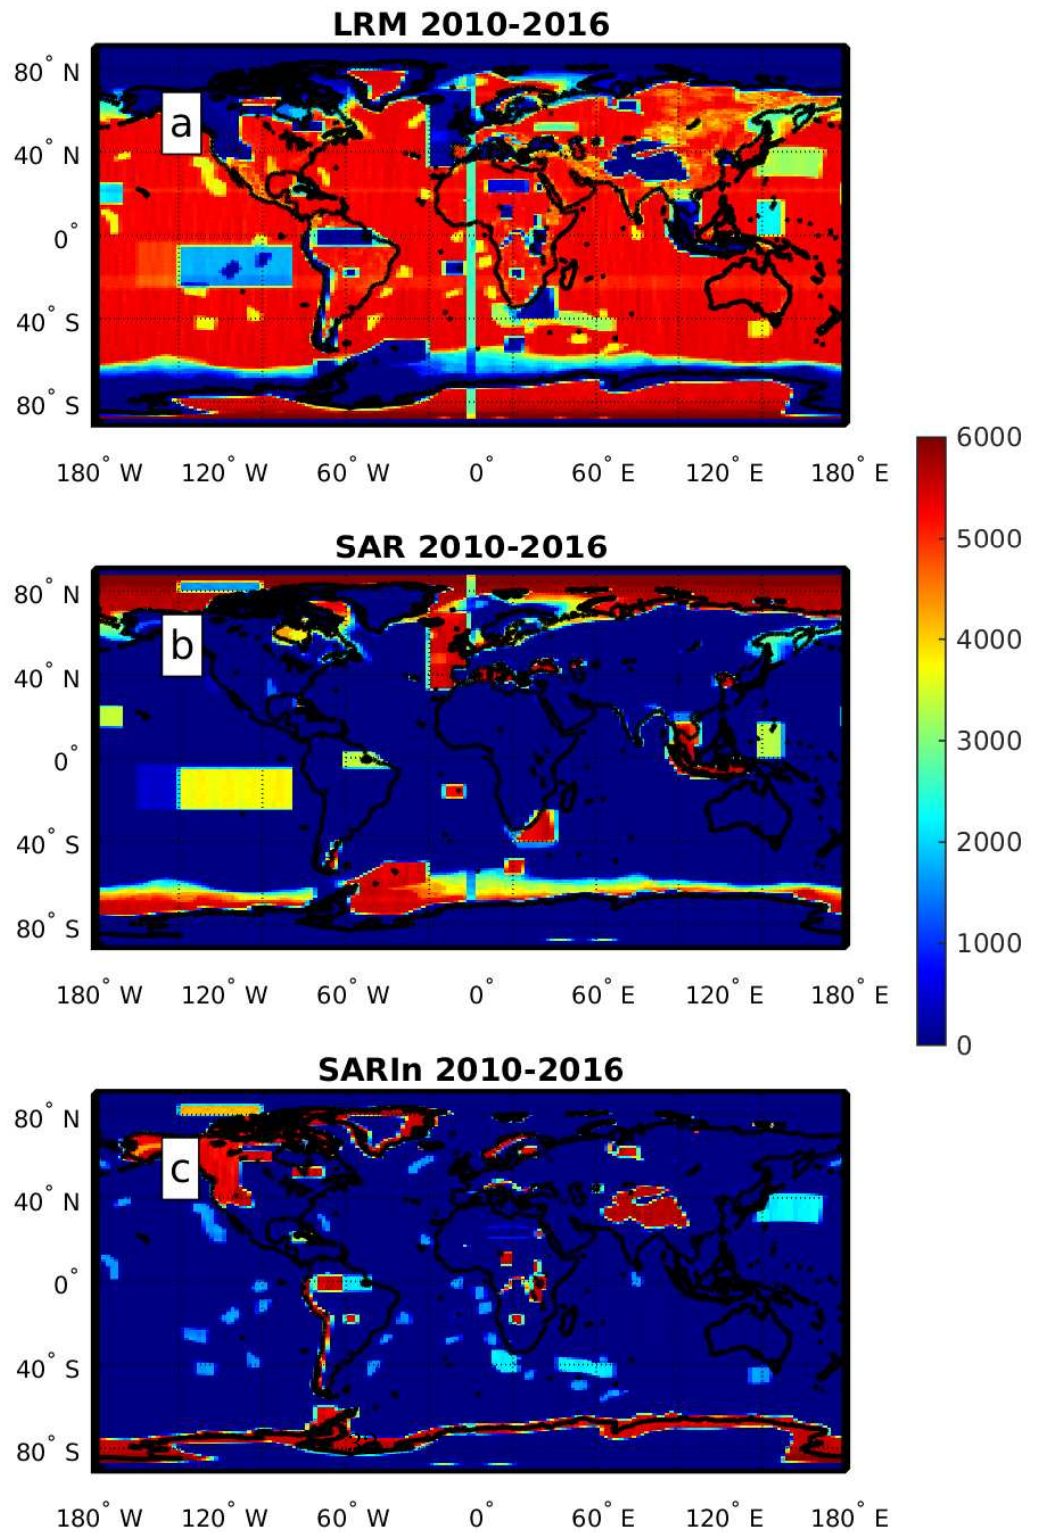 LRM 2010-2016
80° N
a
40° N
0°
40° S
80° S
180° W 120° W 60° W 0° 60° E 120° E 180° E
SAR 2010-2016
80° N
b
40° N
0°
40° S
80° S
180° W 120° W 60° W 0° 60° E 120° E 180° E
SARIn 2010-2016
80° N
c
40° N
0°
40° S
80° S
180° W 120° W 60° W 0° 60° E 120° E 180° E
6000
5000
4000
3000
2000
1000
0